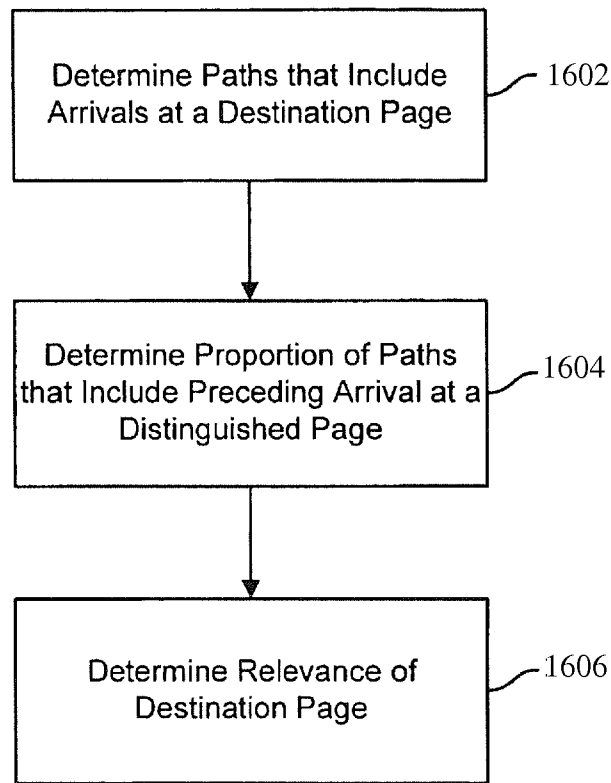 Determine Paths that Include
Arrivals at a Destination Page
1602
Determine Proportion of Paths
that Include Preceding Arrival at a
Distinguished Page
1604
Determine Relevance of
Destination Page
1606